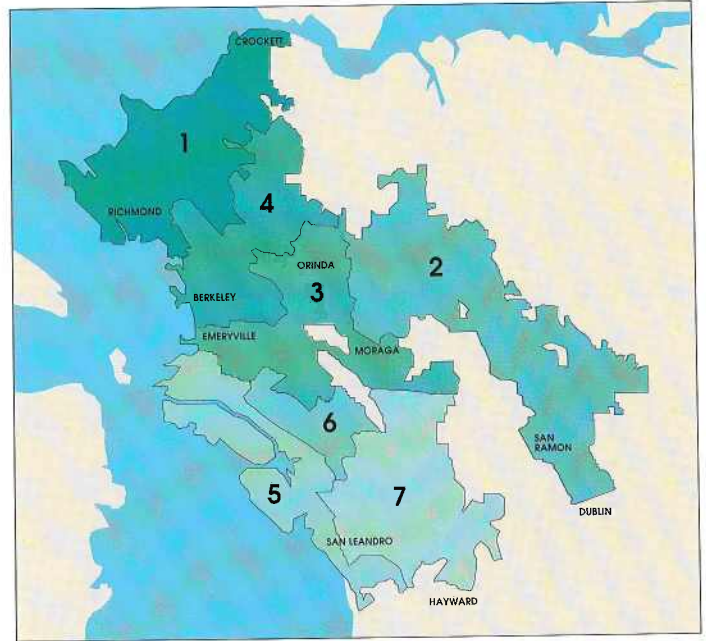 CROCKETT
1
RICHMOND
4
ORINDA
2
3
BERKELEY
EMERYVILLE
MORAGA
6
SAN
RAMON
5
7
DUBLIN
SAN LEANDRO
HAYWARD